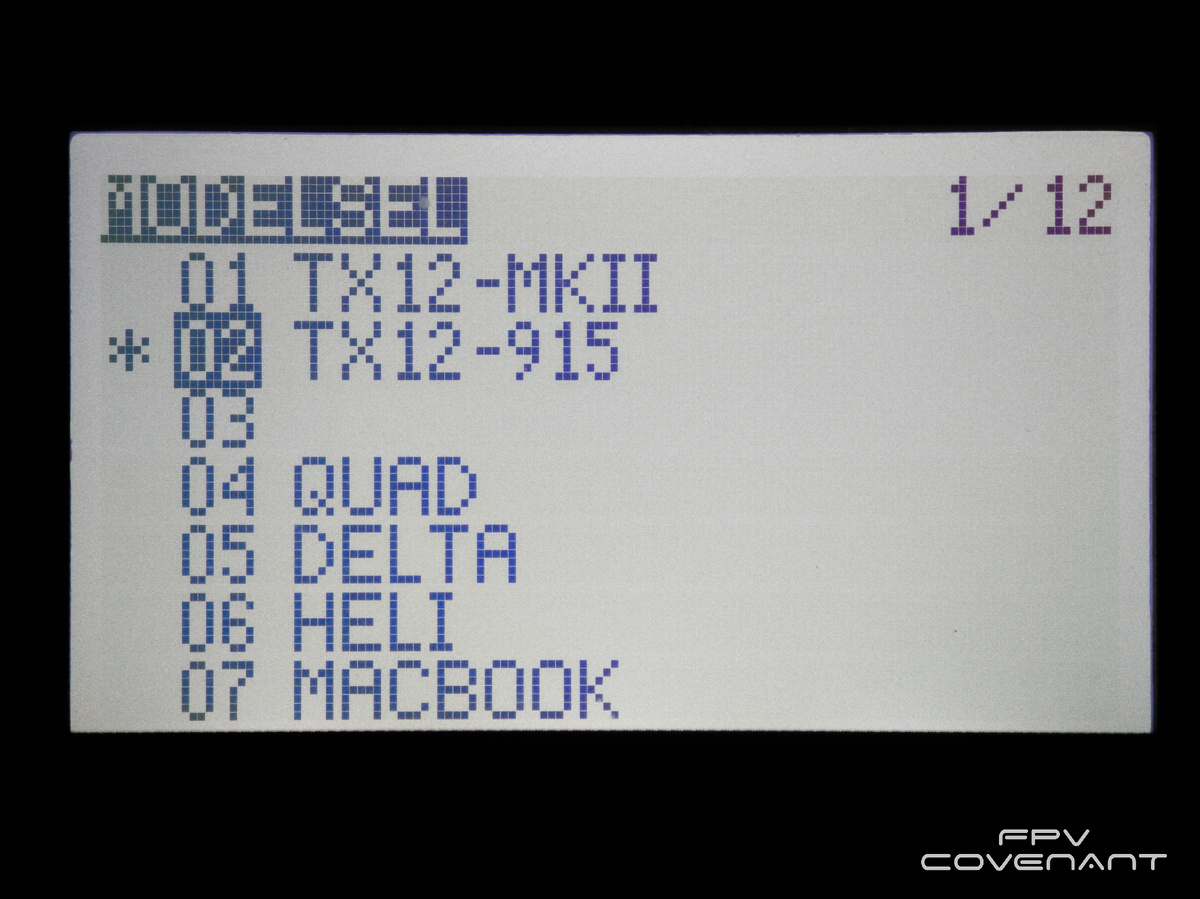 MODELSEL 1/12
01 TX12-MKII
* 02 TX12-915
03
04 QUAD
05 DELTA
06 HELI
07 MACBOOK
FPV
COVENANT